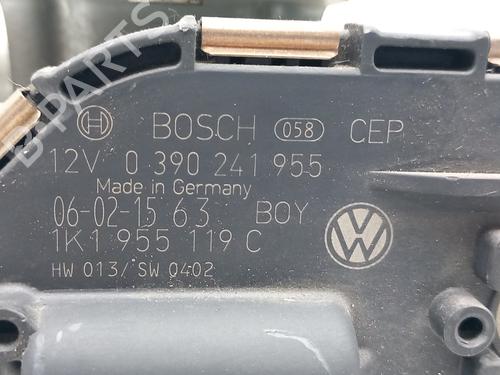 B-PARTS
BOSCH 058 CEP
12V 0 390 241 955
Made in Germany
06-02-15 63 BOY
1K1 955 119 C
HW 013/SW 0402